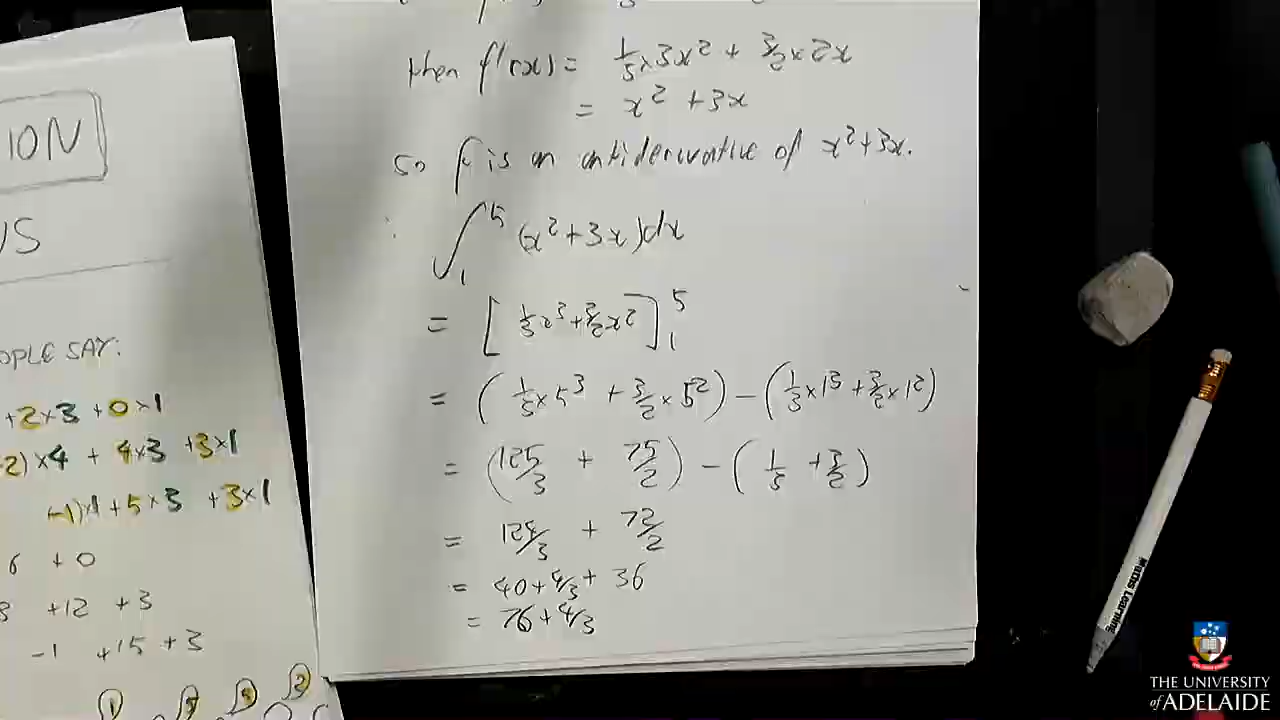 then f'(x) = 1/3 × 3x² + 3/2 × 2x
= x² + 3x
So f is an antiderivative of x² + 3x.
∴ ∫₁⁵ (x² + 3x) dx
= [1/3 x³ + 3/2 x²]₁⁵
= (1/3 × 5³ + 3/2 × 5²) − (1/3 × 1³ + 3/2 × 1²)
= (125/3 + 75/2) − (1/3 + 3/2)
= 124/3 + 72/2
= 40 + 4/3 + 36
= 76 + 4/3
ION
US
OPLE SAY:
+2×3 +0×1
2)×4 + 4×3 +3×1
-1)×1 +5×3 +3×1
6 +0
8 +12 +3
-1 +15 +3
Maths Learning
THE UNIVERSITY
of ADELAIDE